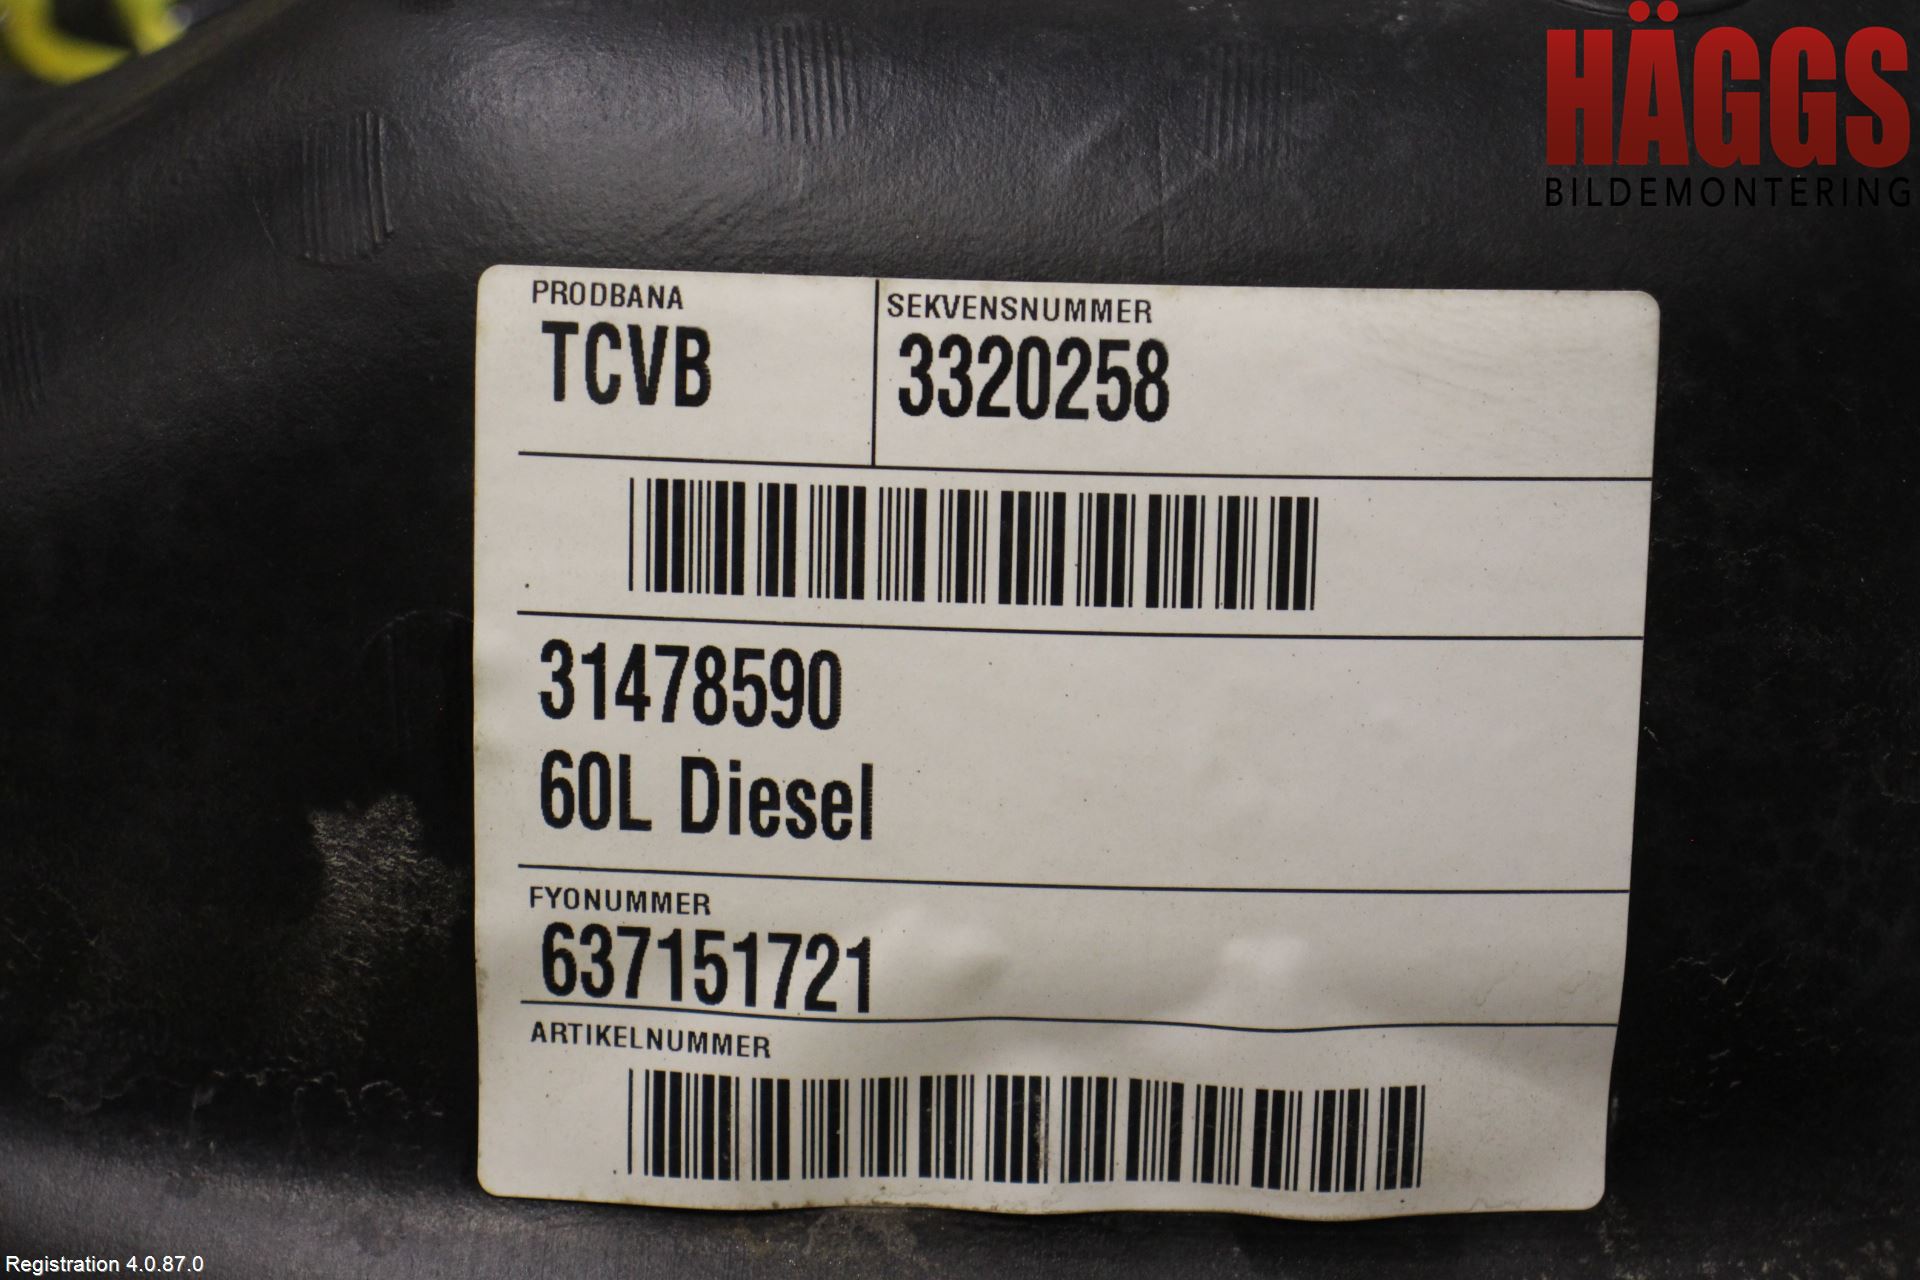 HÄGGS
BILDEMONTERING
PRODBANA
TCVB
SEKVENSNUMMER
3320258
31478590
60L Diesel
FYONUMMER
637151721
ARTIKELNUMMER
Registration 4.0.87.0